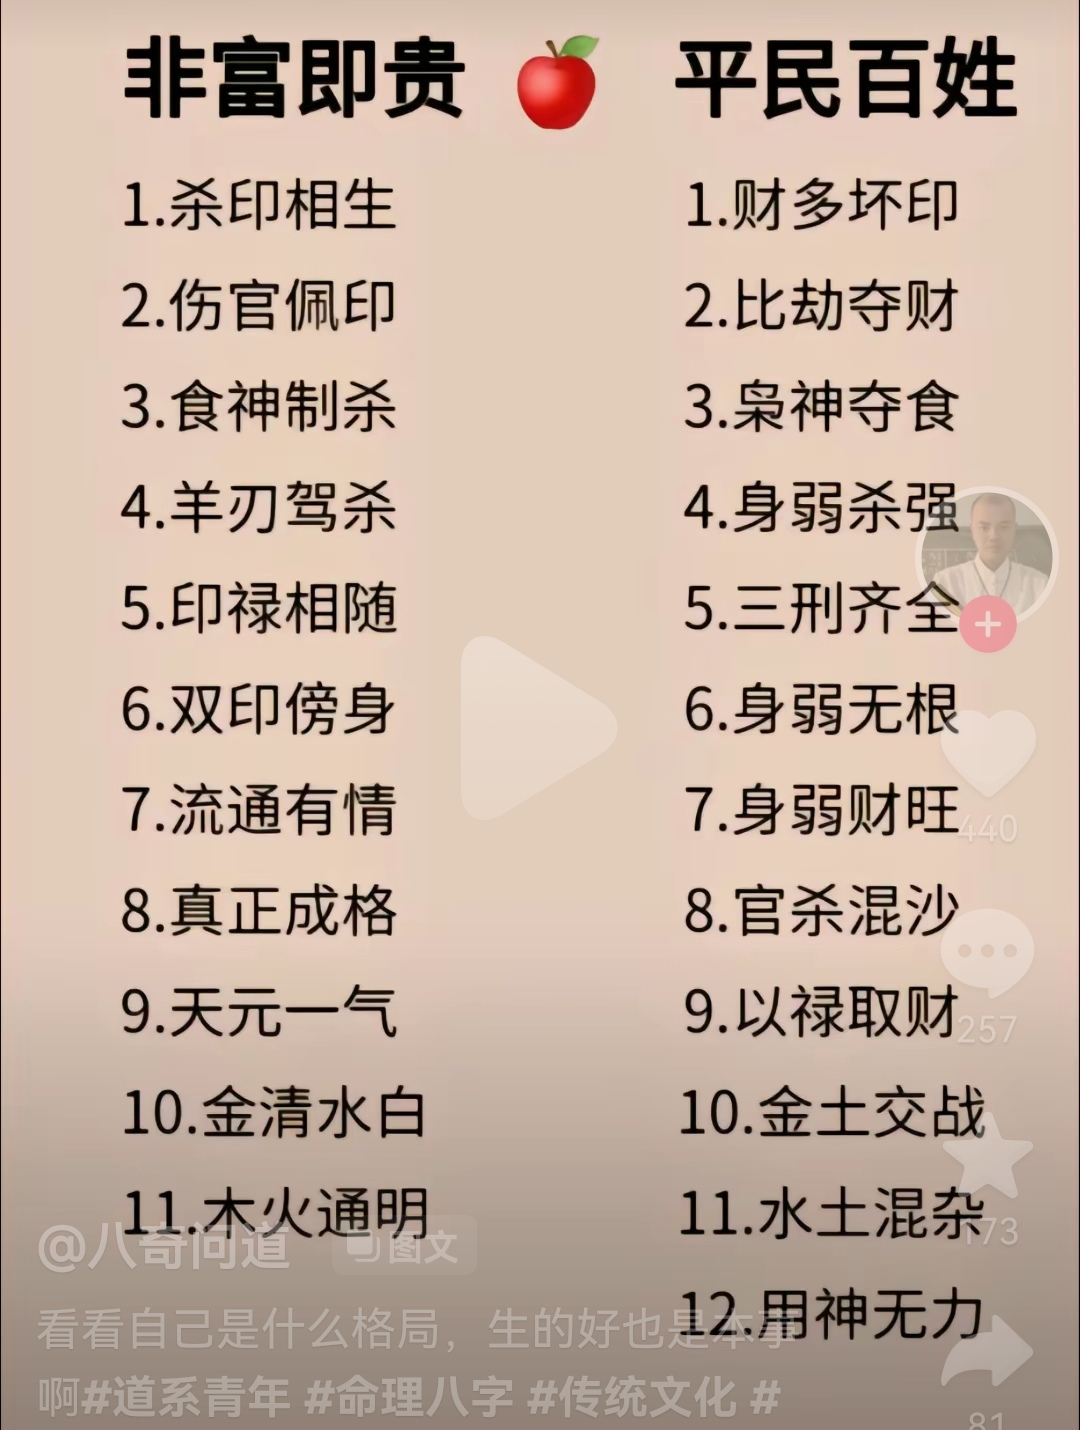 非富即贵 🍎 平民百姓
1.杀印相生
2.伤官佩印
3.食神制杀
4.羊刃驾杀
5.印禄相随
6.双印傍身
7.流通有情
8.真正成格
9.天元一气
10.金清水白
11.木火通明
1.财多坏印
2.比劫夺财
3.枭神夺食
4.身弱杀强
5.三刑齐全
6.身弱无根
7.身弱财旺
8.官杀混沙
9.以禄取财
10.金土交战
11.水土混杂
12.用神无力
440
257
173
81
@八奇问道 图文
看看自己是什么格局，生的好也是本事
啊#道系青年 #命理八字 #传统文化 #